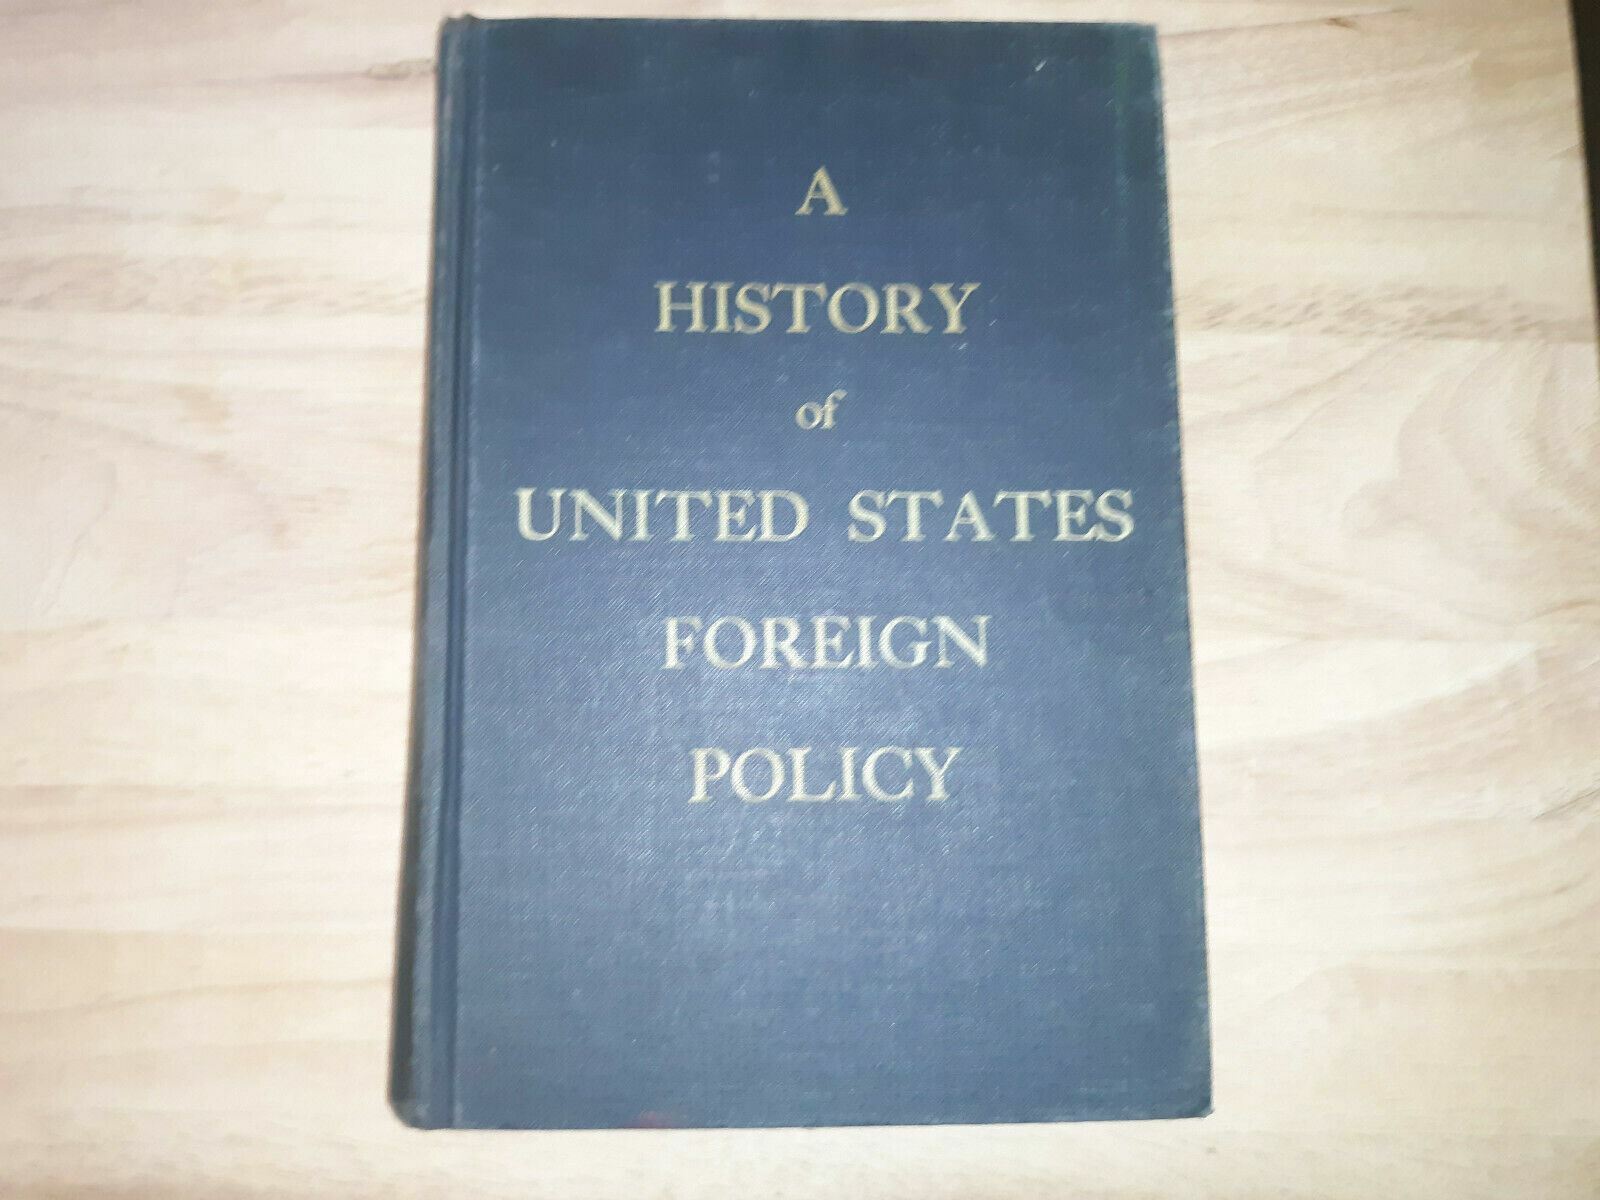 A
HISTORY
of
UNITED STATES
FOREIGN
POLICY